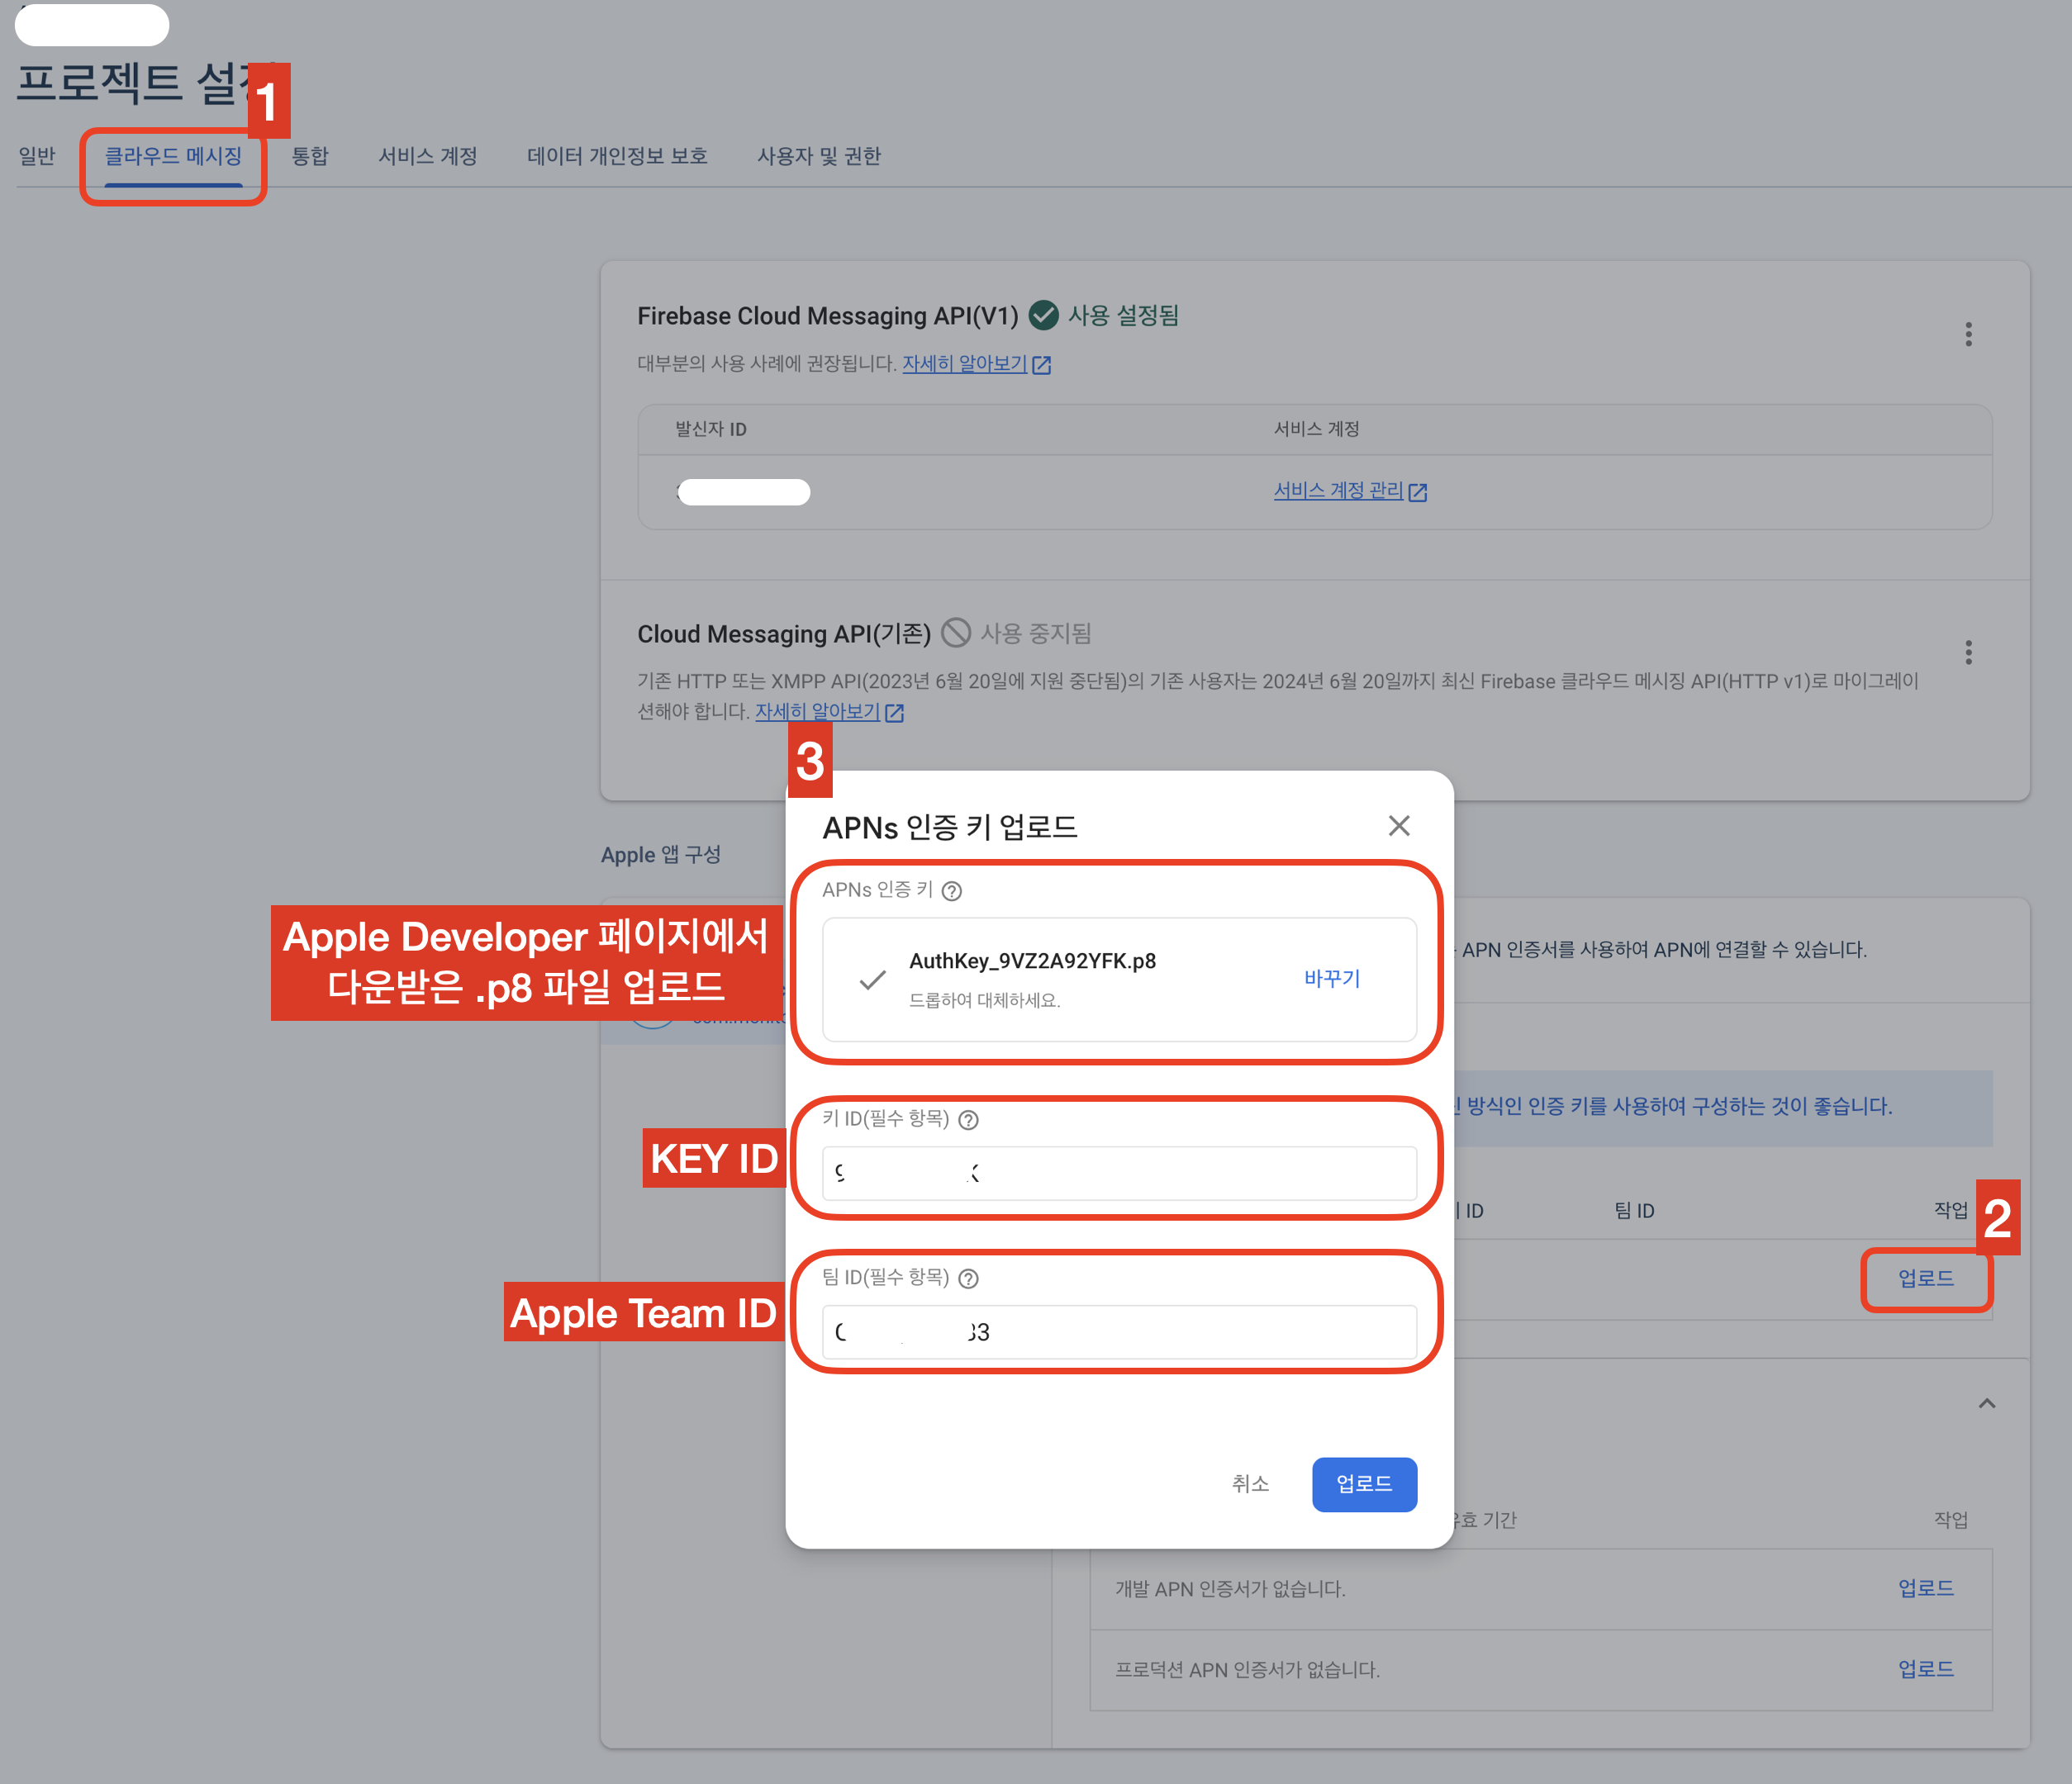 프로젝트 설정
1
일반 클라우드 메시징 통합 서비스 계정 데이터 개인정보 보호 사용자 및 권한
Firebase Cloud Messaging API(V1) 사용 설정됨
대부분의 사용 사례에 권장됩니다. 자세히 알아보기
발신자 ID 서비스 계정
서비스 계정 관리
Cloud Messaging API(기존) 사용 중지됨
기존 HTTP 또는 XMPP API(2023년 6월 20일에 지원 중단됨)의 기존 사용자는 2024년 6월 20일까지 최신 Firebase 클라우드 메시징 API(HTTP v1)로 마이그레이
션해야 합니다. 자세히 알아보기
3
APNs 인증 키 업로드
Apple 앱 구성
APNs 인증 키
Apple Developer 페이지에서
다운받은 .p8 파일 업로드
AuthKey_9VZ2A92YFK.p8
드롭하여 대체하세요.
바꾸기
APN 인증서를 사용하여 APN에 연결할 수 있습니다.
방식인 인증 키를 사용하여 구성하는 것이 좋습니다.
키 ID(필수 항목)
KEY ID
9 K
ID 팀 ID 작업
2
업로드
팀 ID(필수 항목)
Apple Team ID
33
취소 업로드
기간 작업
개발 APN 인증서가 없습니다. 업로드
프로덕션 APN 인증서가 없습니다. 업로드